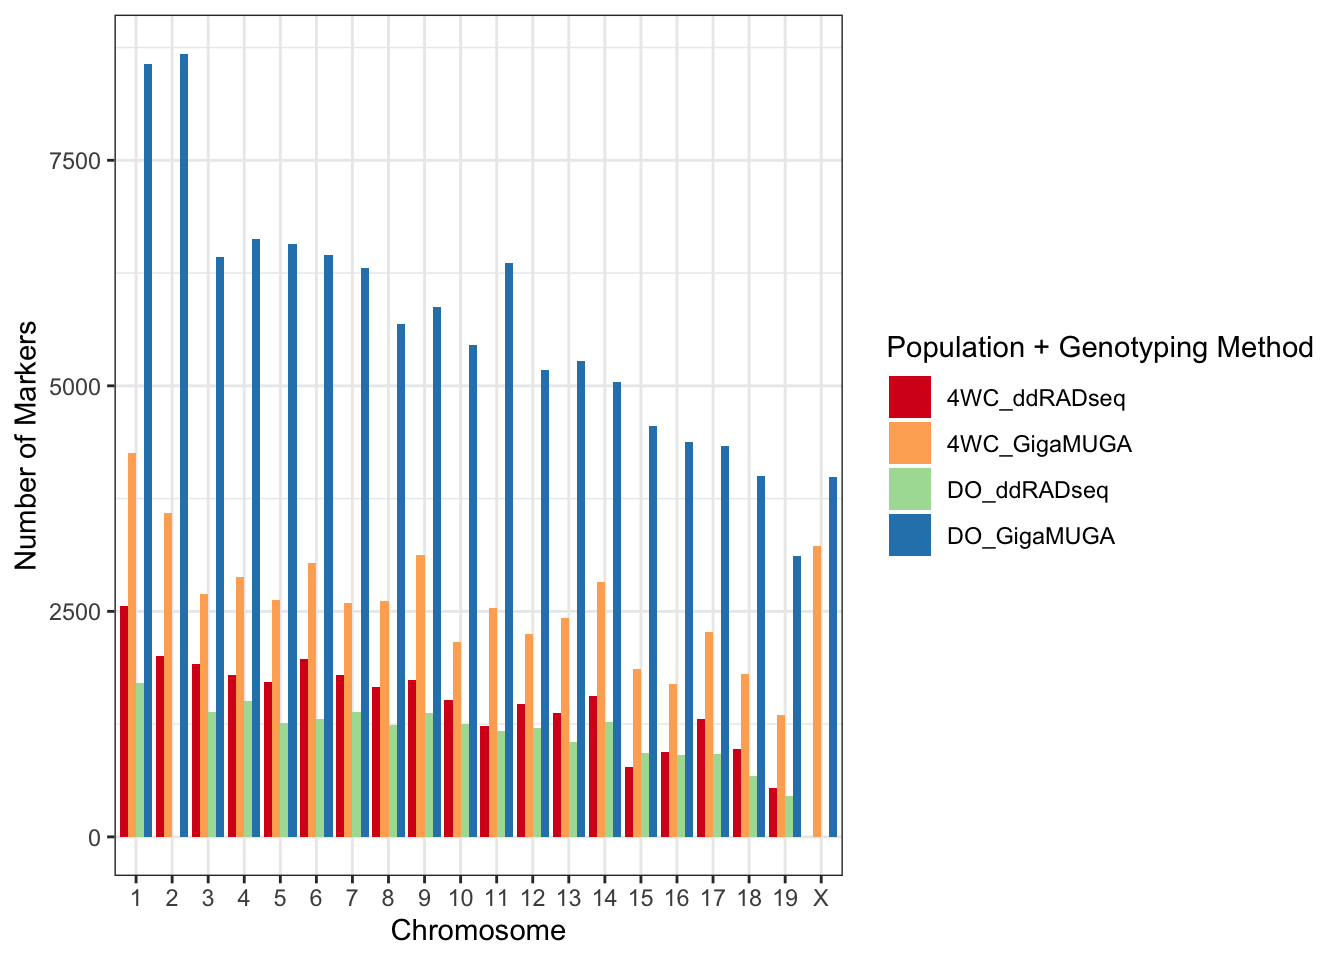 7500
5000
2500
0
Number of Markers
1 2 3 4 5 6 7 8 9 10 11 12 13 14 15 16 17 18 19 X
Chromosome
Population + Genotyping Method
4WC_ddRADseq
4WC_GigaMUGA
DO_ddRADseq
DO_GigaMUGA